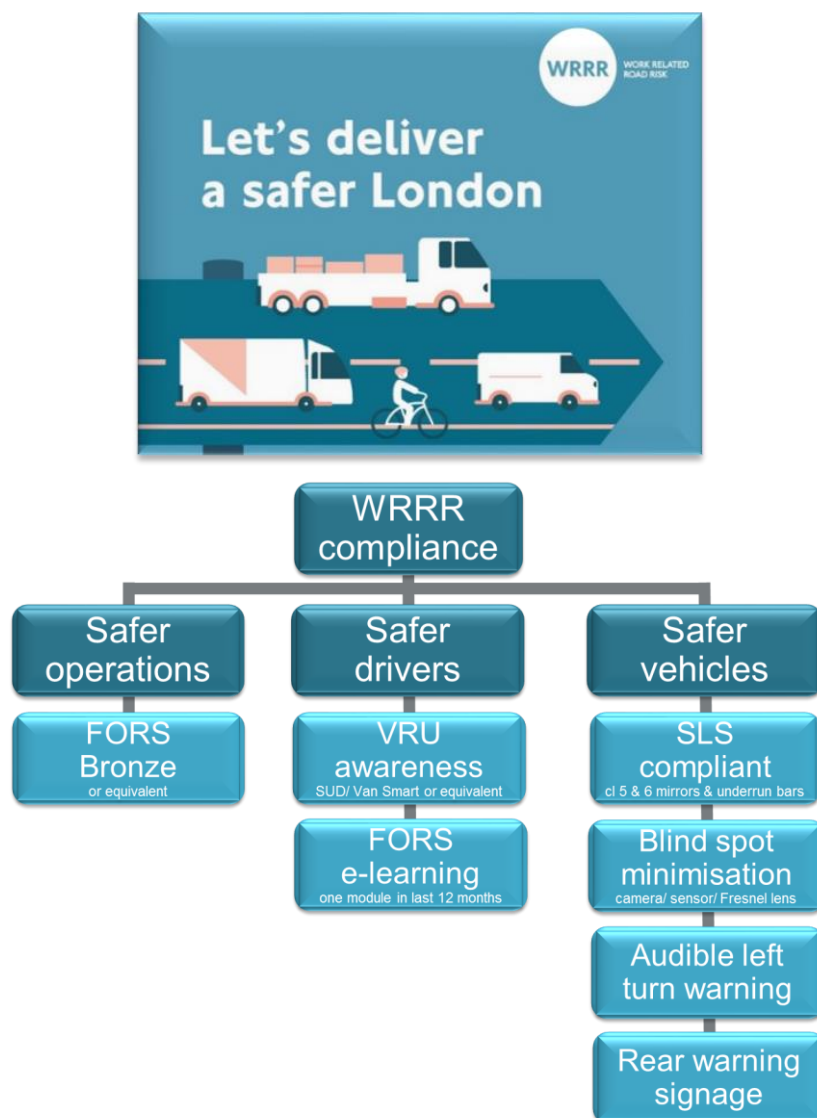 WRRR
WORK RELATED
ROAD RISK
Let's deliver
a safer London
WRRR
compliance
Safer
operations
Safer
drivers
Safer
vehicles
FORS
Bronze
or equivalent
VRU
awareness
SUD/ Van Smart or equivalent
SLS
compliant
cl 5 & 6 mirrors & underrun bars
FORS
e-learning
one module in last 12 months
Blind spot
minimisation
camera/ sensor/ Fresnel lens
Audible left
turn warning
Rear warning
signage